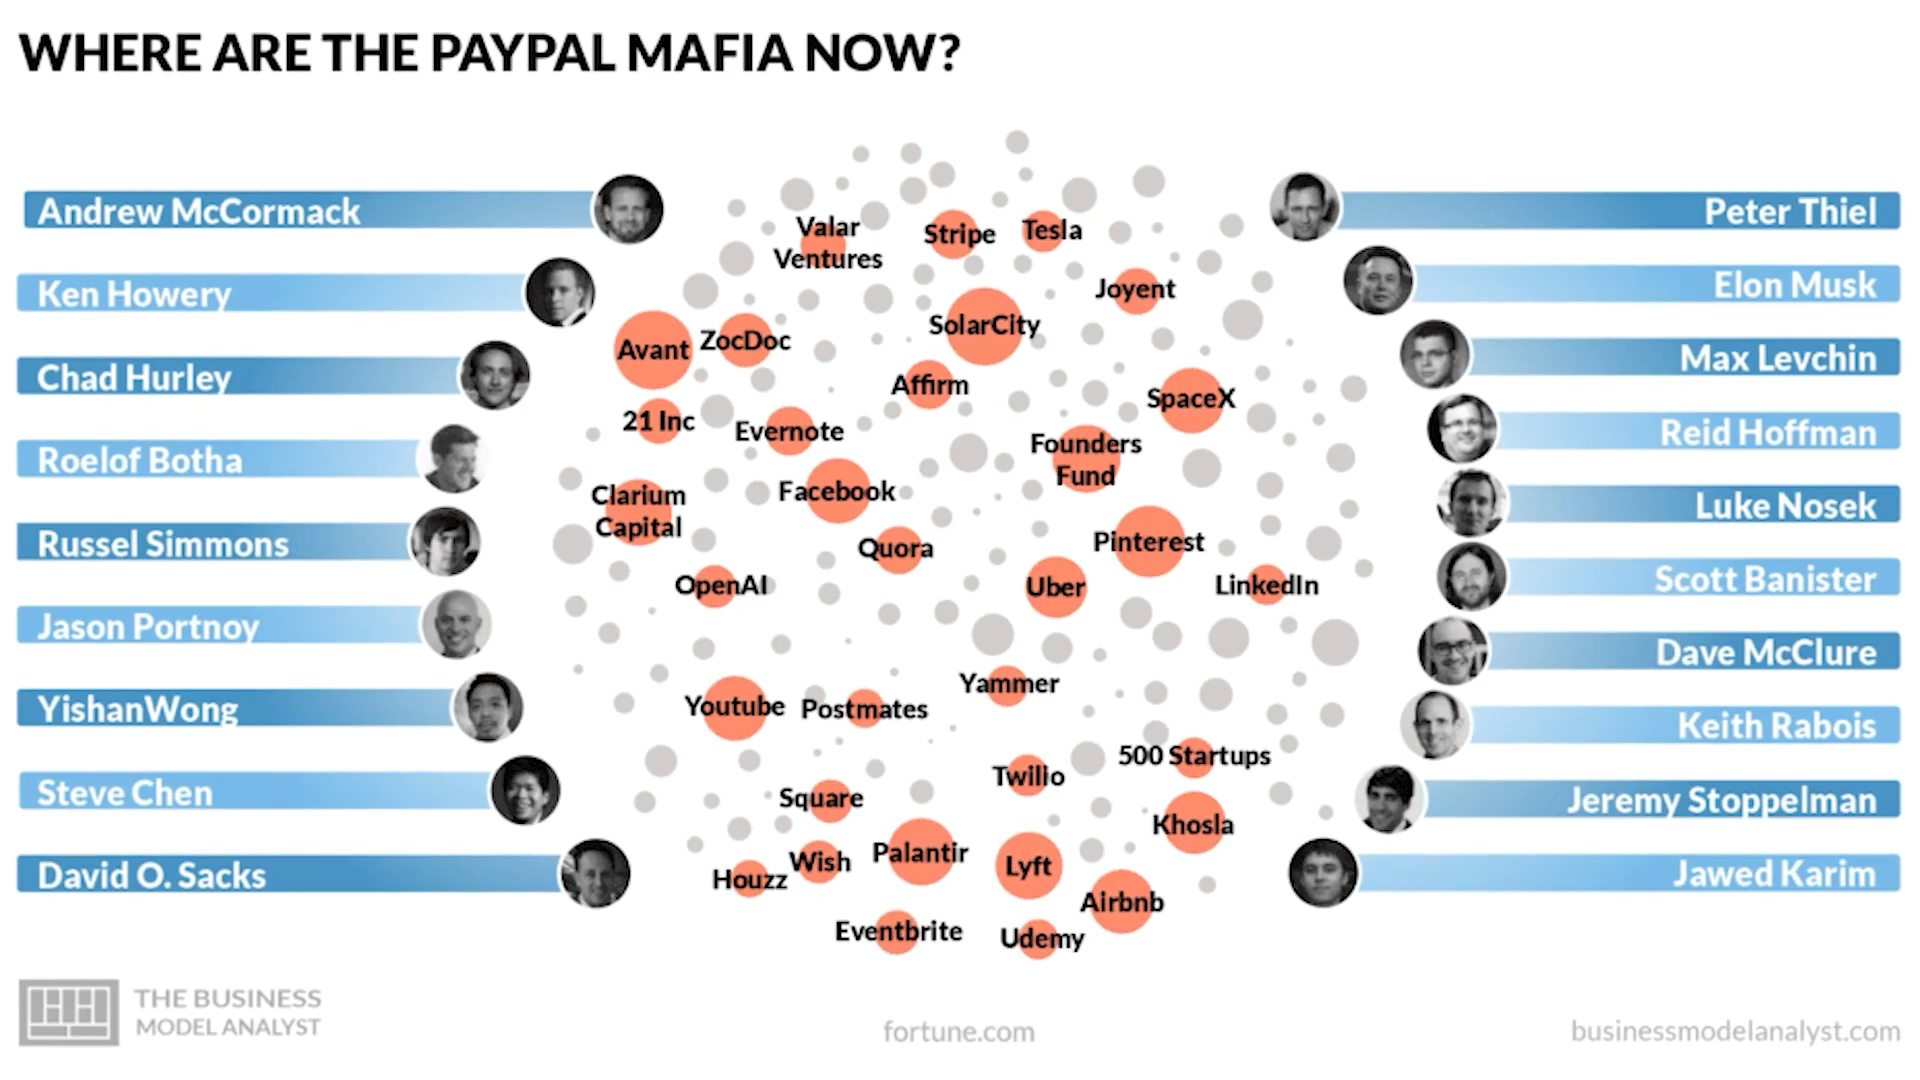 WHERE ARE THE PAYPAL MAFIA NOW?
Andrew McCormack
Ken Howery
Chad Hurley
Roelof Botha
Russel Simmons
Jason Portnoy
YishanWong
Steve Chen
David O. Sacks
Valar
Ventures
Stripe
Tesla
Joyent
SolarCity
Avant
ZocDoc
Affirm
SpaceX
21 Inc
Evernote
Founders
Fund
Clarium
Capital
Facebook
Quora
Pinterest
OpenAI
Uber
LinkedIn
Yammer
Youtube
Postmates
500 Startups
Twilio
Square
Khosla
Palantir
Wish
Lyft
Houzz
Airbnb
Eventbrite
Udemy
Peter Thiel
Elon Musk
Max Levchin
Reid Hoffman
Luke Nosek
Scott Banister
Dave McClure
Keith Rabois
Jeremy Stoppelman
Jawed Karim
THE BUSINESS
MODEL ANALYST
fortune.com
businessmodelanalyst.com